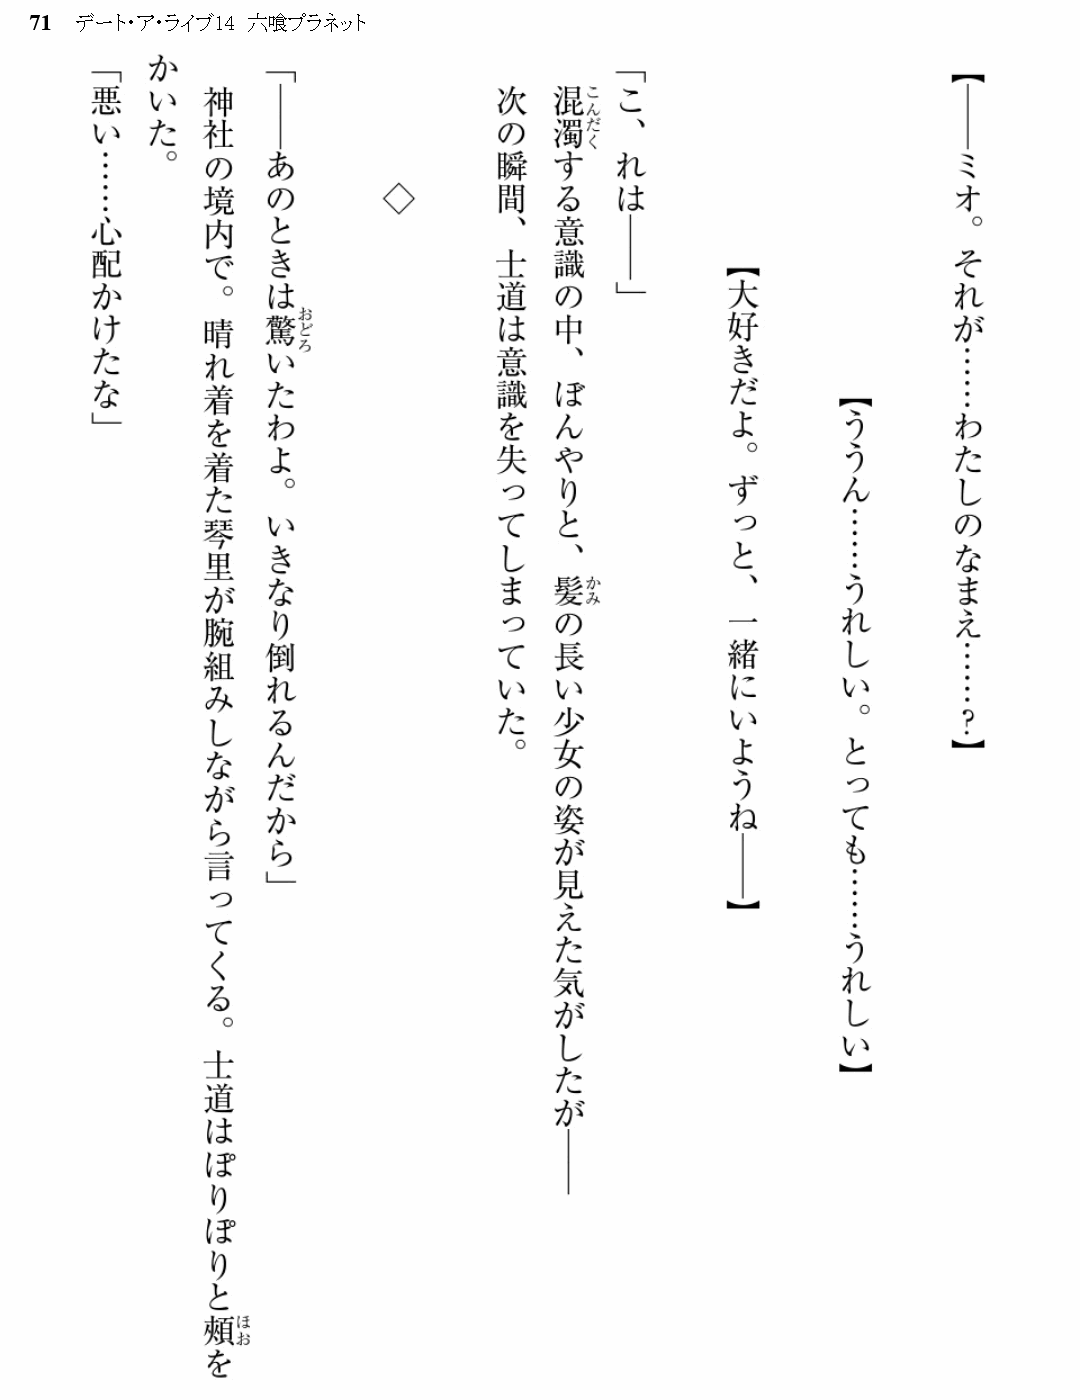 71 デート・ア・ライブ14 六喰プラネット
【――ミオ。それが……わたしのなまえ……?】
【ううん……うれしい。とっても……うれしい】
【大好きだよ。ずっと、一緒にいようね――】
「こ、れは――」
混濁する意識の中、ぼんやりと、髪の長い少女の姿が見えた気がしたが――
こんだく
かみ
次の瞬間、士道は意識を失ってしまっていた。
◇
「――あのときは驚いたわよ。いきなり倒れるんだから」
おどろ
神社の境内で。晴れ着を着た琴里が腕組みしながら言ってくる。士道はぽりぽりと頰を
ほお
かいた。
「悪い……心配かけたな」